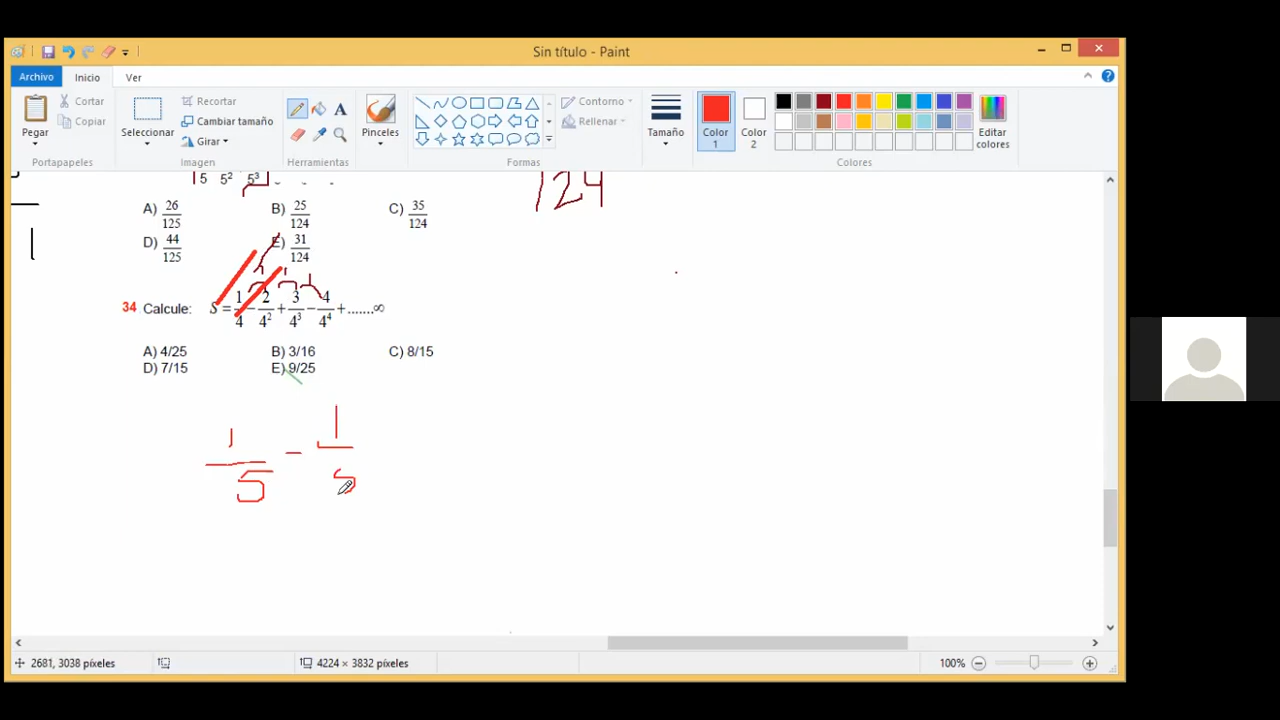 Sin título - Paint
Archivo Inicio Ver
Pegar
Cortar
Copiar
Portapapeles
Seleccionar
Recortar
Cambiar tamaño
Girar
Imagen
A
Herramientas
Pinceles
Formas
Contorno
Rellenar
Tamaño
Color 1
Color 2
Editar colores
Colores
5 5² 5³
124
A) 26/125 B) 25/124 C) 35/124
D) 44/125 E) 31/124
34 Calcule: S = 1/4 - 2/4² + 3/4³ - 4/4⁴ + .......∞
A) 4/25 B) 3/16 C) 8/15
D) 7/15 E) 9/25
1/5 - 1/5
2681, 3038 píxeles
4224 × 3832 píxeles
100%